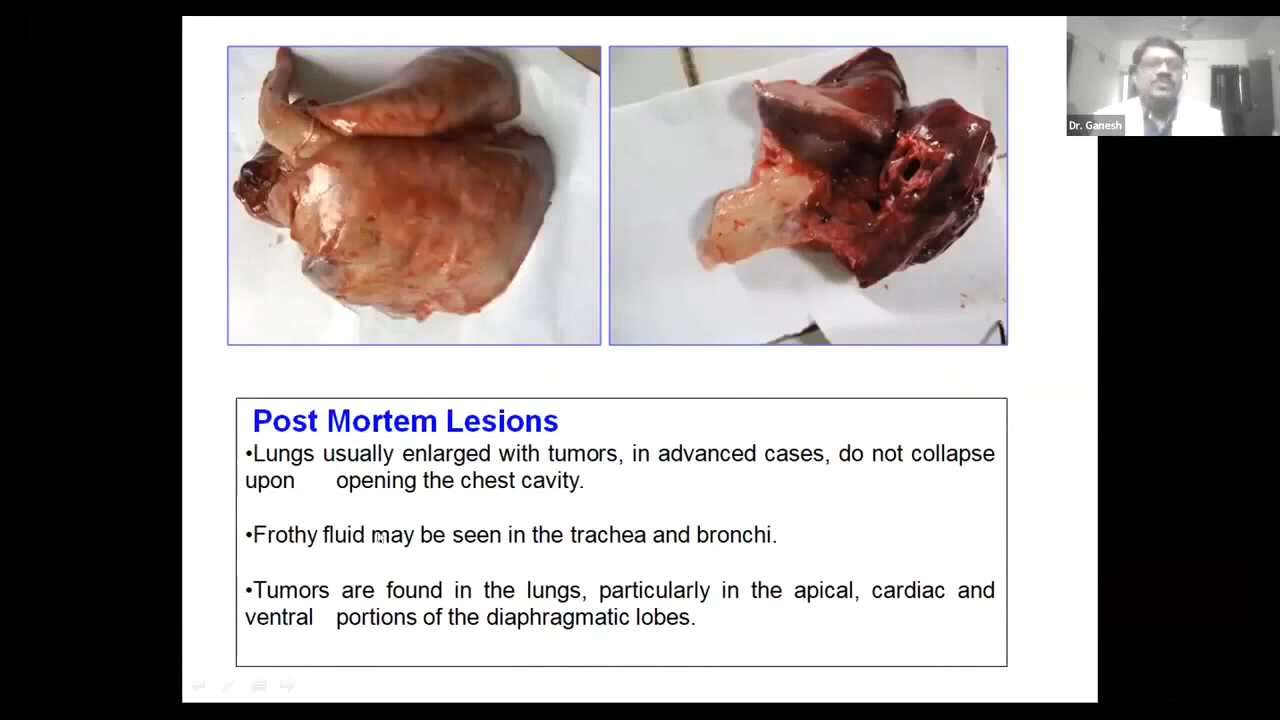 Dr. Ganesh
Post Mortem Lesions
•Lungs usually enlarged with tumors, in advanced cases, do not collapse
upon opening the chest cavity.
•Frothy fluid may be seen in the trachea and bronchi.
•Tumors are found in the lungs, particularly in the apical, cardiac and
ventral portions of the diaphragmatic lobes.